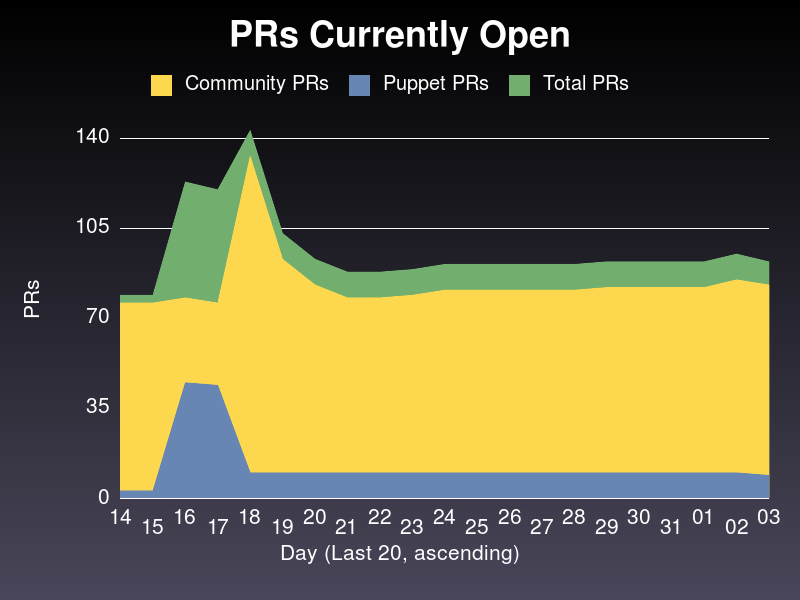 PRs Currently Open
Community PRs Puppet PRs Total PRs
140
105
70
35
0
PRs
14 15 16 17 18 19 20 21 22 23 24 25 26 27 28 29 30 31 01 02 03
Day (Last 20, ascending)